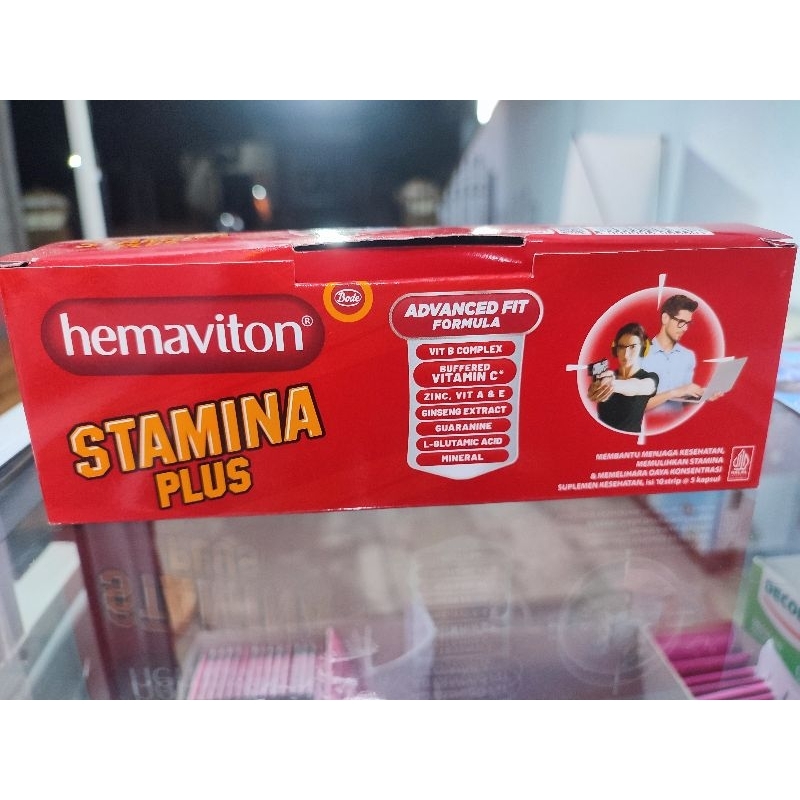 hemaviton®
STAMINA
PLUS
Bode
ADVANCED FIT
FORMULA
VIT B COMPLEX
BUFFERED
VITAMIN C*
ZINC, VIT A & E
GINSENG EXTRACT
GUARANINE
L-GLUTAMIC ACID
MINERAL
MEMBANTU MENJAGA KESEHATAN,
MEMULIHKAN STAMINA
& MEMELIHARA DAYA KONSENTRASI
SUPLEMEN KESEHATAN, isi 10 strip @ 5 kapsul